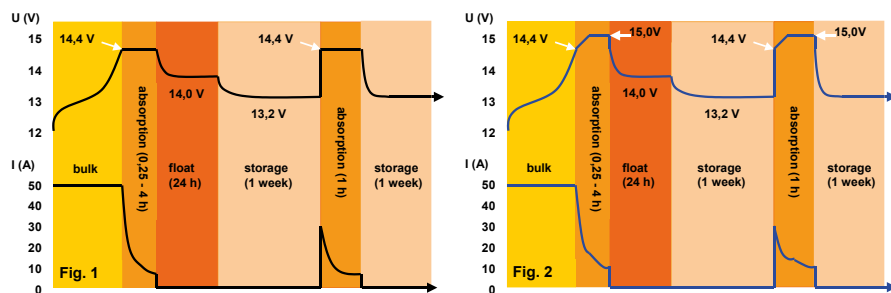 U (V)
15
14
13
12
I (A)
50
40
30
20
10
0
14,4 V
14,0 V
13,2 V
14,4 V
bulk
absorption (0,25 - 4 h)
float
(24 h)
storage
(1 week)
absorption (1 h)
storage
(1 week)
Fig. 1
U (V)
15
14
13
12
I (A)
50
40
30
20
10
0
14,4 V
15,0V
14,0 V
13,2 V
14,4 V
15,0V
bulk
absorption (0,25 - 4 h)
float
(24 h)
storage
(1 week)
absorption (1 h)
storage
(1 week)
Fig. 2